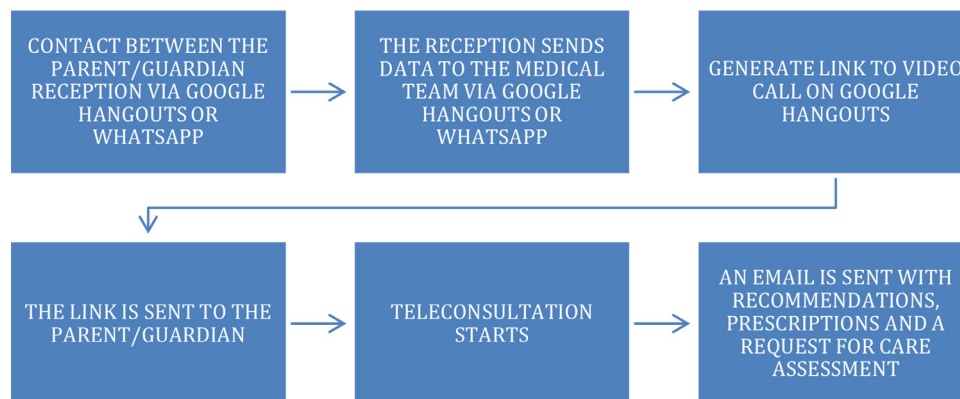 CONTACT BETWEEN THE
PARENT/GUARDIAN
RECEPTION VIA GOOGLE
HANGOUTS OR
WHATSAPP
THE RECEPTION SENDS
DATA TO THE MEDICAL
TEAM VIA GOOGLE
HANGOUTS OR
WHATSAPP
GENERATE LINK TO VIDEO
CALL ON GOOGLE
HANGOUTS
THE LINK IS SENT TO THE
PARENT/GUARDIAN
TELECONSULTATION
STARTS
AN EMAIL IS SENT WITH
RECOMMENDATIONS,
PRESCRIPTIONS AND A
REQUEST FOR CARE
ASSESSMENT